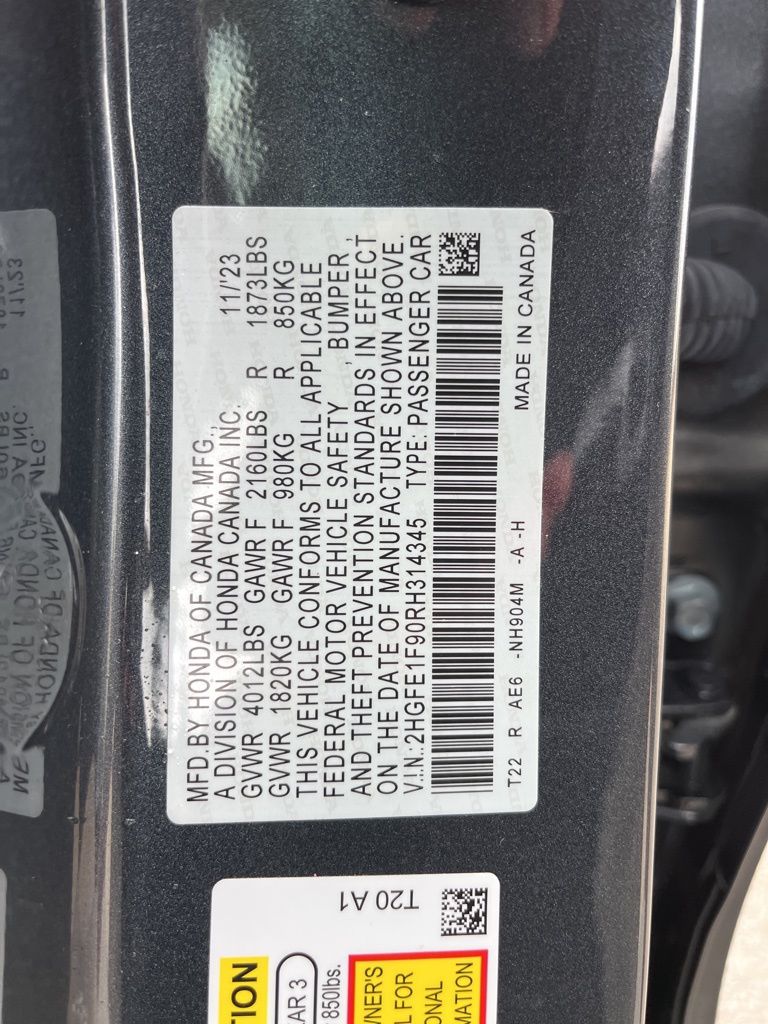 MFD.BY HONDA OF CANADA MFG., 11/'23
A DIVISION OF HONDA CANADA INC.
GVWR 4012LBS GAWR F 2160LBS R 1873LBS
GVWR 1820KG GAWR F 980KG R 850KG
THIS VEHICLE CONFORMS TO ALL APPLICABLE
FEDERAL MOTOR VEHICLE SAFETY , BUMPER ,
AND THEFT PREVENTION STANDARDS IN EFFECT
ON THE DATE OF MANUFACTURE SHOWN ABOVE.
V.I.N.:2HGFE1F90RH314345 TYPE: PASSENGER CAR
T22 R AE6 -NH904M -A -H
MADE IN CANADA
T20 A1
850lbs.